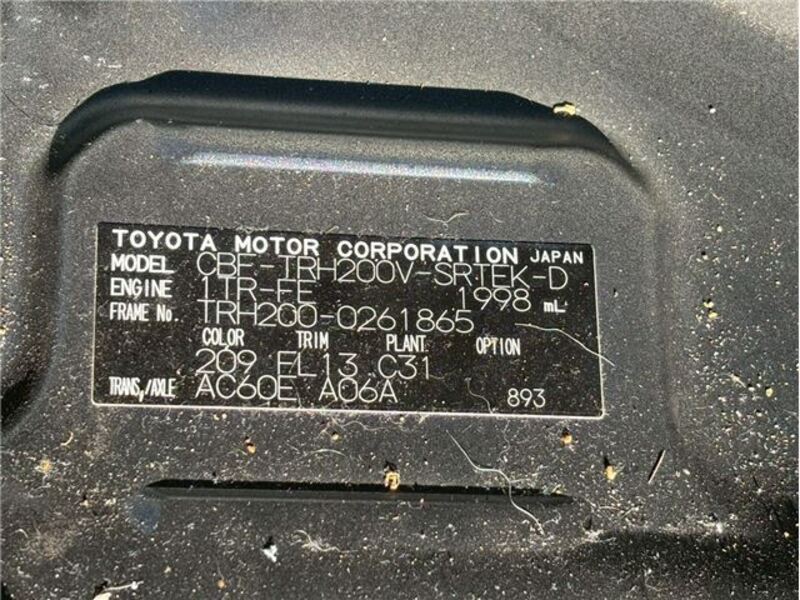 TOYOTA MOTOR CORPORATION JAPAN
MODEL CBF-TRH200V-SRTEK-D
ENGINE 1TR-FE 1998 mL
FRAME No. TRH200-0261865
COLOR TRIM PLANT OPTION
209 FL13 C31
TRANS./AXLE AC60E A06A 893